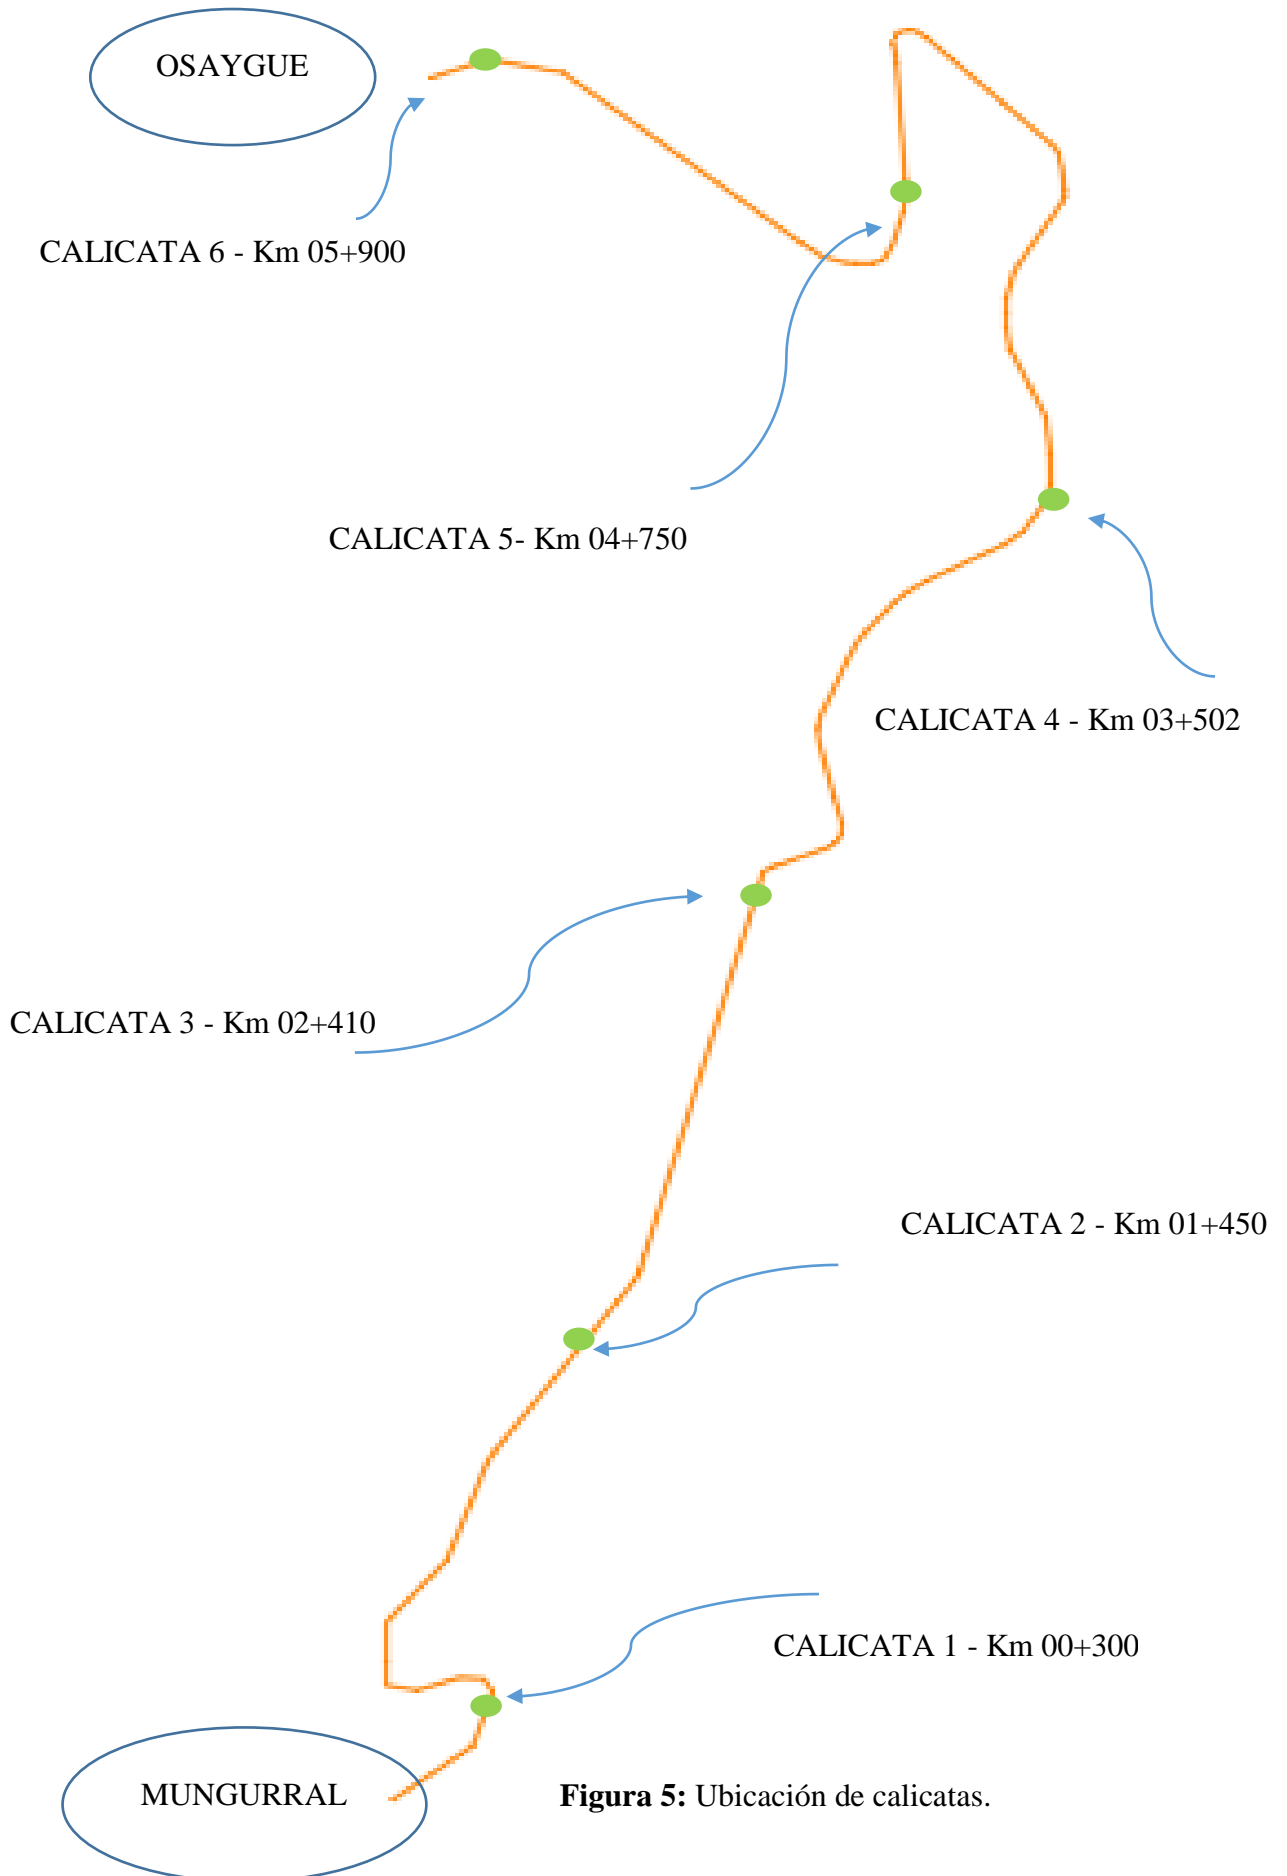 OSAYGUE
CALICATA 6 - Km 05+900
CALICATA 5- Km 04+750
CALICATA 4 - Km 03+502
CALICATA 3 - Km 02+410
CALICATA 2 - Km 01+450
CALICATA 1 - Km 00+300
MUNGURRAL
Figura 5: Ubicación de calicatas.